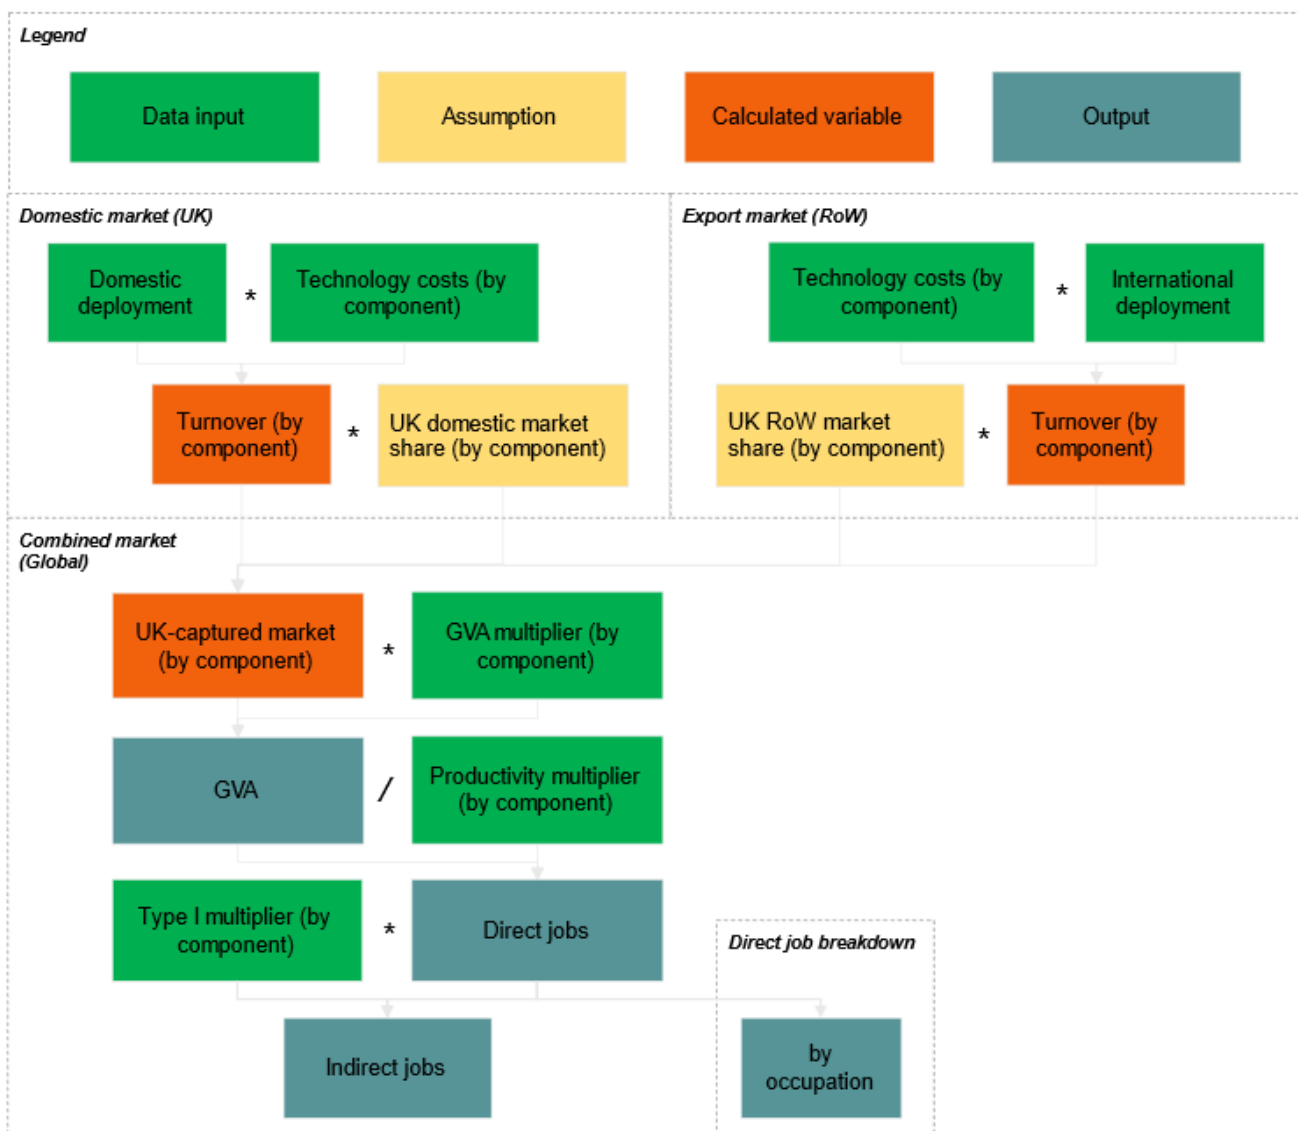 Legend
Data input
Assumption
Calculated variable
Output
Domestic market (UK)
Domestic
deployment
*
Technology costs (by
component)
Turnover (by
component)
*
UK domestic market
share (by component)
Export market (RoW)
Technology costs (by
component)
*
International
deployment
UK RoW market
share (by component)
*
Turnover (by
component)
Combined market
(Global)
UK-captured market
(by component)
*
GVA multiplier (by
component)
GVA
/
Productivity multiplier
(by component)
Type I multiplier (by
component)
*
Direct jobs
Indirect jobs
Direct job breakdown
by
occupation